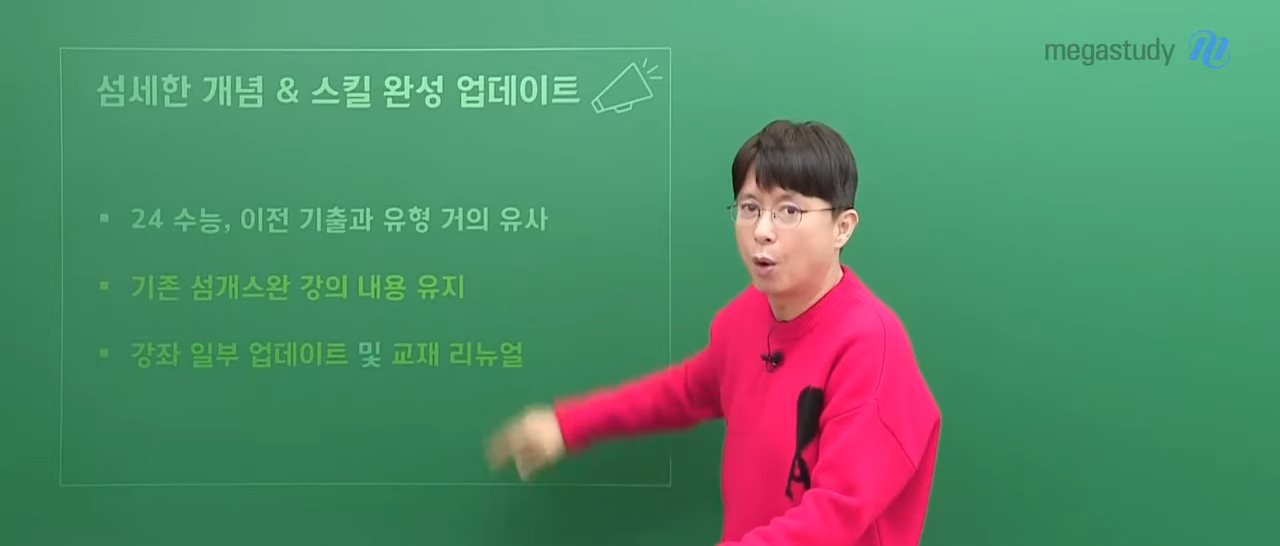 megastudy
섬세한 개념 & 스킬 완성 업데이트
24 수능, 이전 기출과 유형 거의 유사
기존 섬개스완 강의 내용 유지
강좌 일부 업데이트 및 교재 리뉴얼